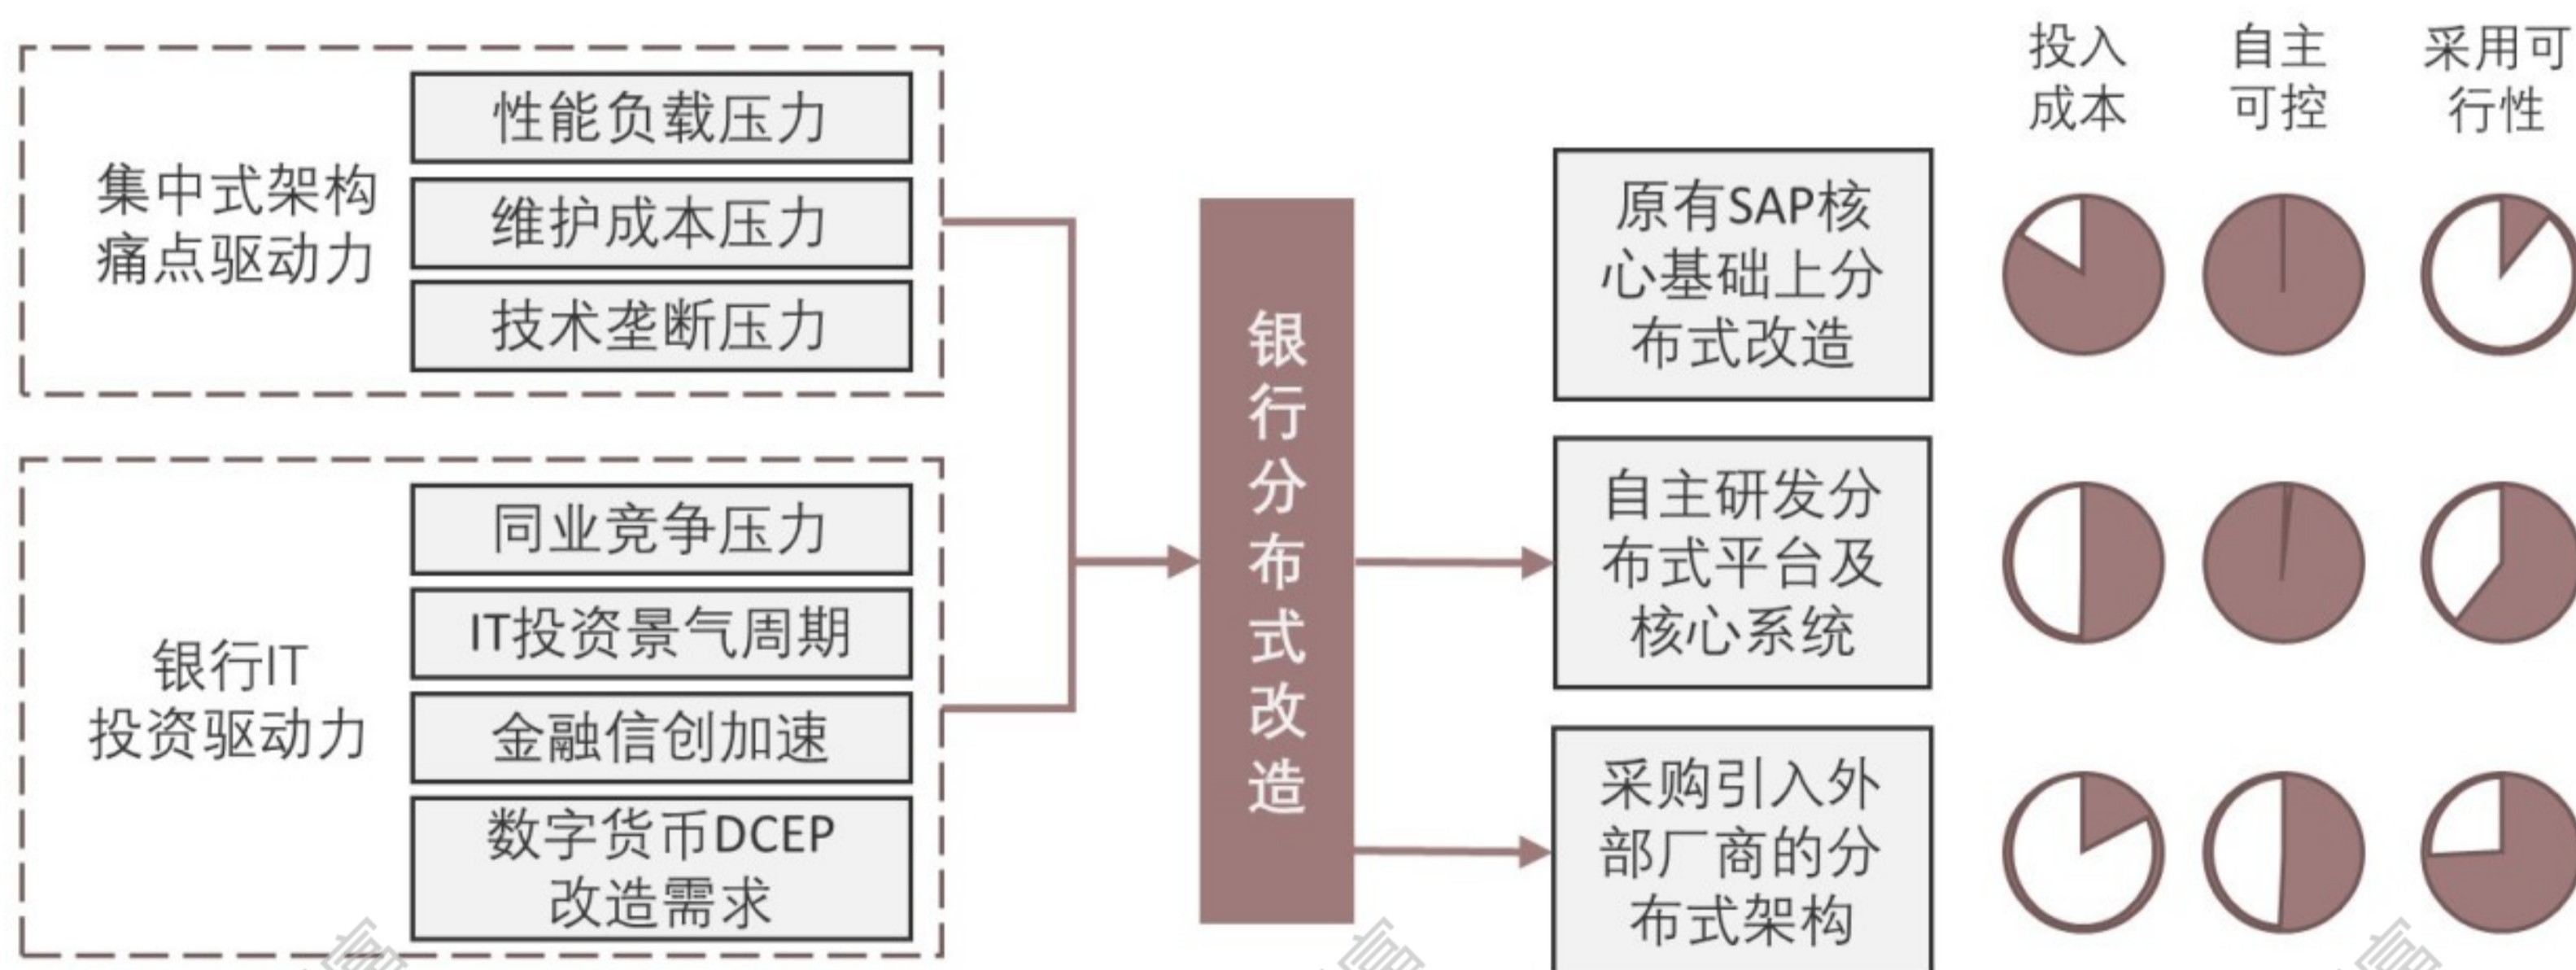 集中式架构
痛点驱动力
性能负载压力
维护成本压力
技术垄断压力
银行IT
投资驱动力
同业竞争压力
IT投资景气周期
金融信创加速
数字货币DCEP
改造需求
银行分布式改造
原有SAP核
心基础上分
布式改造
自主研发分
布式平台及
核心系统
采购引入外
部厂商的分
布式架构
投入
成本
自主
可控
采用可
行性
富
富
富